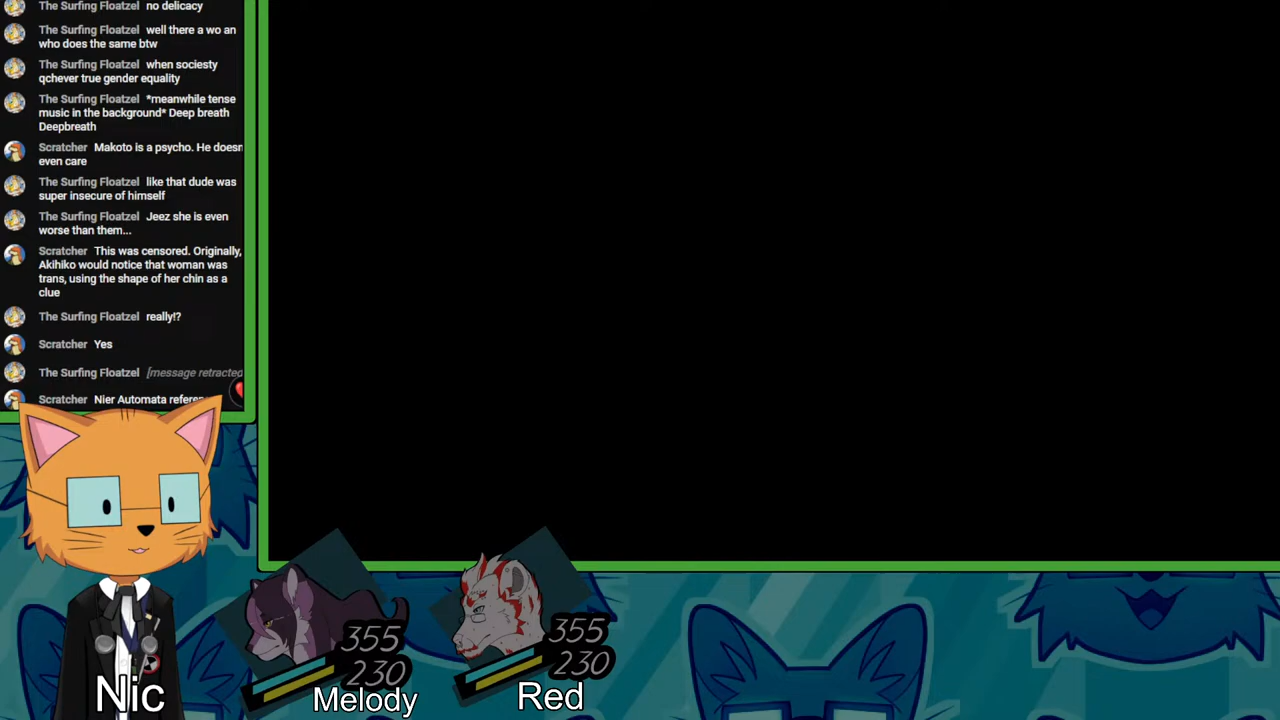 The Surfing Floatzel no delicacy
The Surfing Floatzel well there a wo an
who does the same btw
The Surfing Floatzel when sociesty
qchever true gender equality
The Surfing Floatzel *meanwhile tense
music in the background* Deep breath
Deepbreath
Scratcher Makoto is a psycho. He doesn
even care
The Surfing Floatzel like that dude was
super insecure of himself
The Surfing Floatzel Jeez she is even
worse than them...
Scratcher This was censored. Originally,
Akihiko would notice that woman was
trans, using the shape of her chin as a
clue
The Surfing Floatzel really!?
Scratcher Yes
The Surfing Floatzel [message retracted
Scratcher Nier Automata referen
355
230
355
230
Nic
Melody
Red